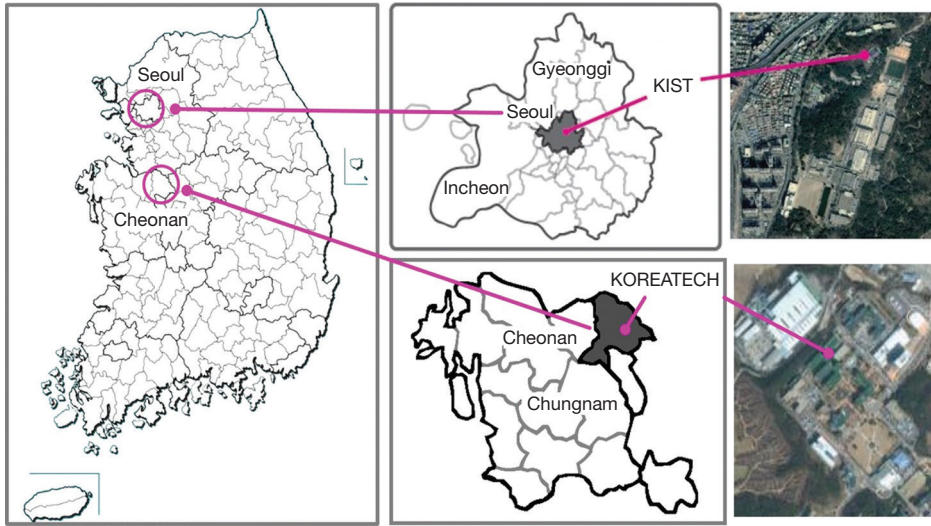 Seoul
Cheonan
Gyeonggi
Seoul
Incheon
KIST
KOREATECH
Cheonan
Chungnam